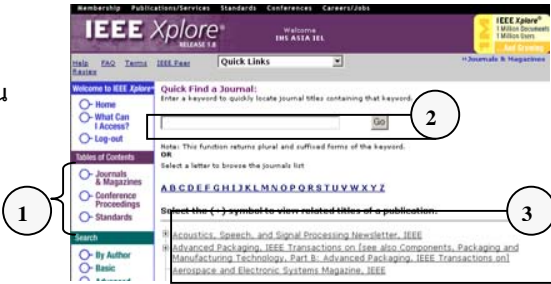 Membership Publications/Services Standards Conferences Careers/Jobs
IEEE Xplore®
RELEASE 1.8
Welcome
THS ASIA IEL
IEEE Xplore®
1 Million Documents
1 Million Users
...And Growing
Help FAQ Terms IEEE Peer
Review
Quick Links
»Journals & Magazines
น
Welcome to IEEE Xplore®
Home
What Can
I Access?
Log-out
Tables of Contents
Journals
& Magazines
Conference
Proceedings
Standards
Search
By Author
Basic
Advanced
Quick Find a Journal:
Enter a keyword to quickly locate journal titles containing that keyword.
Go
Note: This function returns plural and suffixed forms of the keyword.
OR
Select a letter to browse the journals list
A B C D E F G H I J K L M N O P Q R S T U V W X Y Z
Select the (+) symbol to view related titles of a publication.
Acoustics, Speech, and Signal Processing Newsletter, IEEE
Advanced Packaging, IEEE Transactions on [see also Components, Packaging and
Manufacturing Technology, Part B: Advanced Packaging, IEEE Transactions on]
Aerospace and Electronic Systems Magazine, IEEE
1
2
3